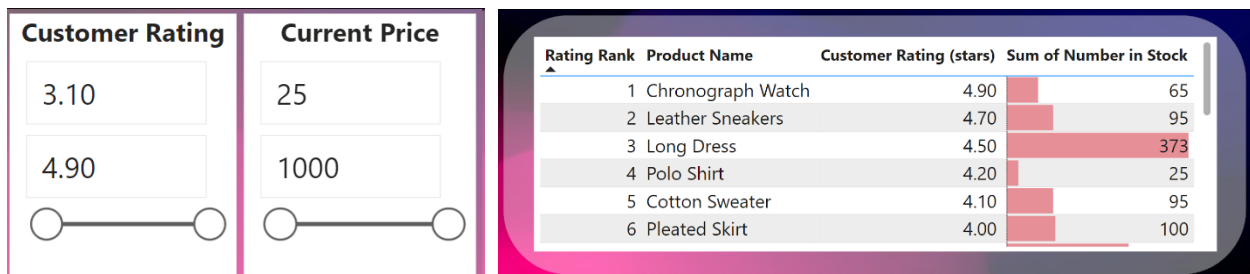 Customer Rating
3.10
4.90
Current Price
25
1000
Rating Rank Product Name Customer Rating (stars) Sum of Number in Stock
1 Chronograph Watch 4.90 65
2 Leather Sneakers 4.70 95
3 Long Dress 4.50 373
4 Polo Shirt 4.20 25
5 Cotton Sweater 4.10 95
6 Pleated Skirt 4.00 100